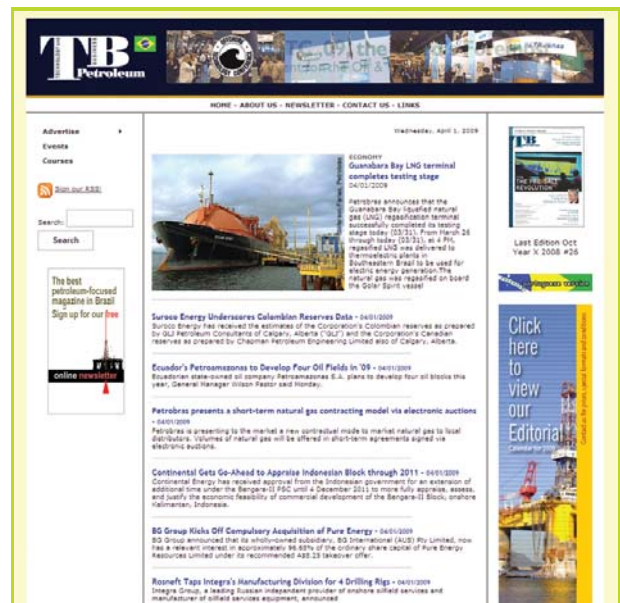 TB
Petroleum
HOME - ABOUT US - NEWSLETTER - CONTACT US - LINKS
Wednesday, April 1, 2009
Advertise
Events
Courses
Sign our RSS!
Search:
Search
The best
petroleum-focused
magazine in Brazil
Sign up for our free
online newsletter
ECONOMY
Guanabara Bay LNG terminal
completes testing stage
04/01/2009
Petrobras announces that the
Guanabara Bay liquefied natural
gas (LNG) regasification terminal
successfully completed its testing
stage today (03/31). From March 26
through today (03/31), at 4 PM,
regasified LNG was delivered to
thermoelectric plants in
Southeastern Brazil to be used for
electric energy generation.The
natural gas was regasified on board
the Golar Spirit vessel
Suroco Energy Underscores Colombian Reserves Data - 04/01/2009
Suroco Energy has received the estimates of the Corporation's Colombian reserves as prepared
by GLJ Petroleum Consultants of Calgary, Alberta ("GLJ") and the Corporation's Canadian
reserves as prepared by Chapman Petroleum Engineering Limited also of Calgary, Alberta.
Ecuador's Petroamazonas to Develop Four Oil Fields in '09 - 04/01/2009
Ecuadorian state-owned oil company Petroamazonas E.A. plans to develop four oil blocks this
year, General Manager Wilson Pastor said Monday.
Petrobras presents a short-term natural gas contracting model via electronic auctions
- 04/01/2009
Petrobras is presenting to the market a new contractual mode to market natural gas to local
distributors. Volumes of natural gas will be offered in short-term agreements signed via
electronic auctions.
Continental Gets Go-Ahead to Appraise Indonesian Block through 2011 - 04/01/2009
Continental Energy has received approval from the Indonesian government for an extension of
additional time under the Bengara-II PSC until 4 December 2011 to more fully appraise, assess,
and justify the economic feasibility of commercial development of the Bengara-II Block, onshore
Kalimantan, Indonesia.
BG Group Kicks Off Compulsory Acquisition of Pure Energy - 04/01/2009
BG Group announced that its wholly-owned subsidiary, BG International (AUS) Pty Limited, now
has a relevant interest in approximately 96.65% of the ordinary share capital of Pure Energy
Resources Limited under its recommended A$8.25 takeover offer.
Rosneft Taps Integra's Manufacturing Division for 4 Drilling Rigs - 04/01/2009
Integra Group, a leading Russian independent provider of onshore oilfield services and
manufacturer of oilfield services equipment, announced
THE PRE-SALT
REVOLUTION
Last Edition Oct
Year X 2008 #26
portuguese version
Click
here
to
view
our
Editorial
Calendar for 2009
Contact us for prices, special formats and conditions